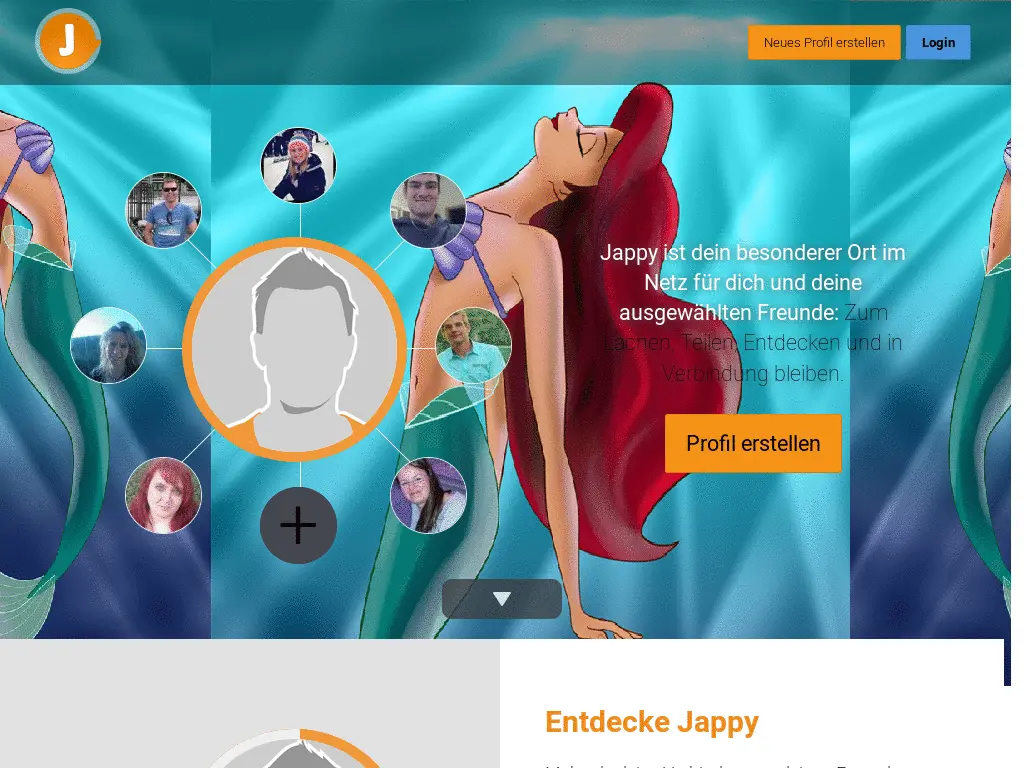 J
Neues Profil erstellen
Login
Jappy ist dein besonderer Ort im
Netz für dich und deine
ausgewählten Freunde: Zum
Lachen, Teilen, Entdecken und in
Verbindung bleiben.
Profil erstellen
Entdecke Jappy